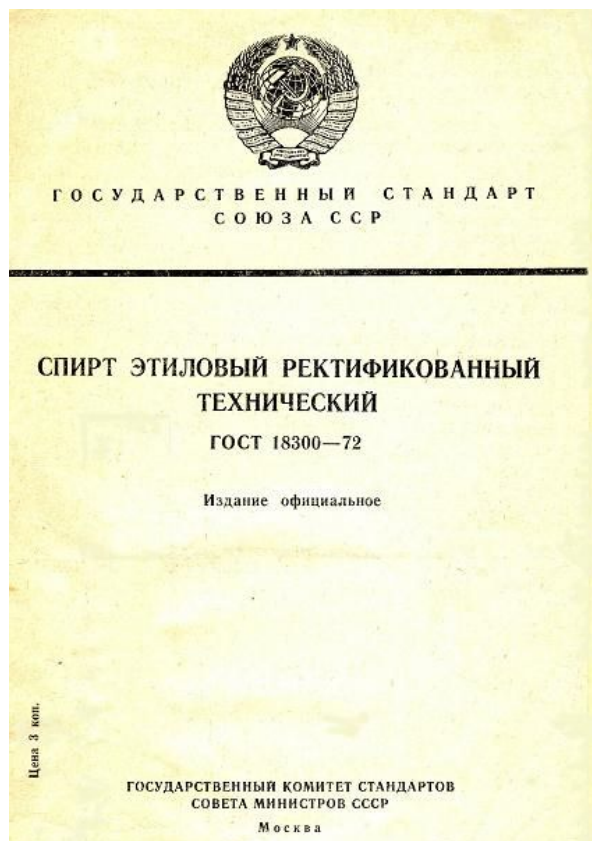 ГОСУДАРСТВЕННЫЙ СТАНДАРТ
СОЮЗА ССР
СПИРТ ЭТИЛОВЫЙ РЕКТИФИКОВАННЫЙ
ТЕХНИЧЕСКИЙ
ГОСТ 18300—72
Издание официальное
Цена 3 коп.
ГОСУДАРСТВЕННЫЙ КОМИТЕТ СТАНДАРТОВ
СОВЕТА МИНИСТРОВ СССР
Москва